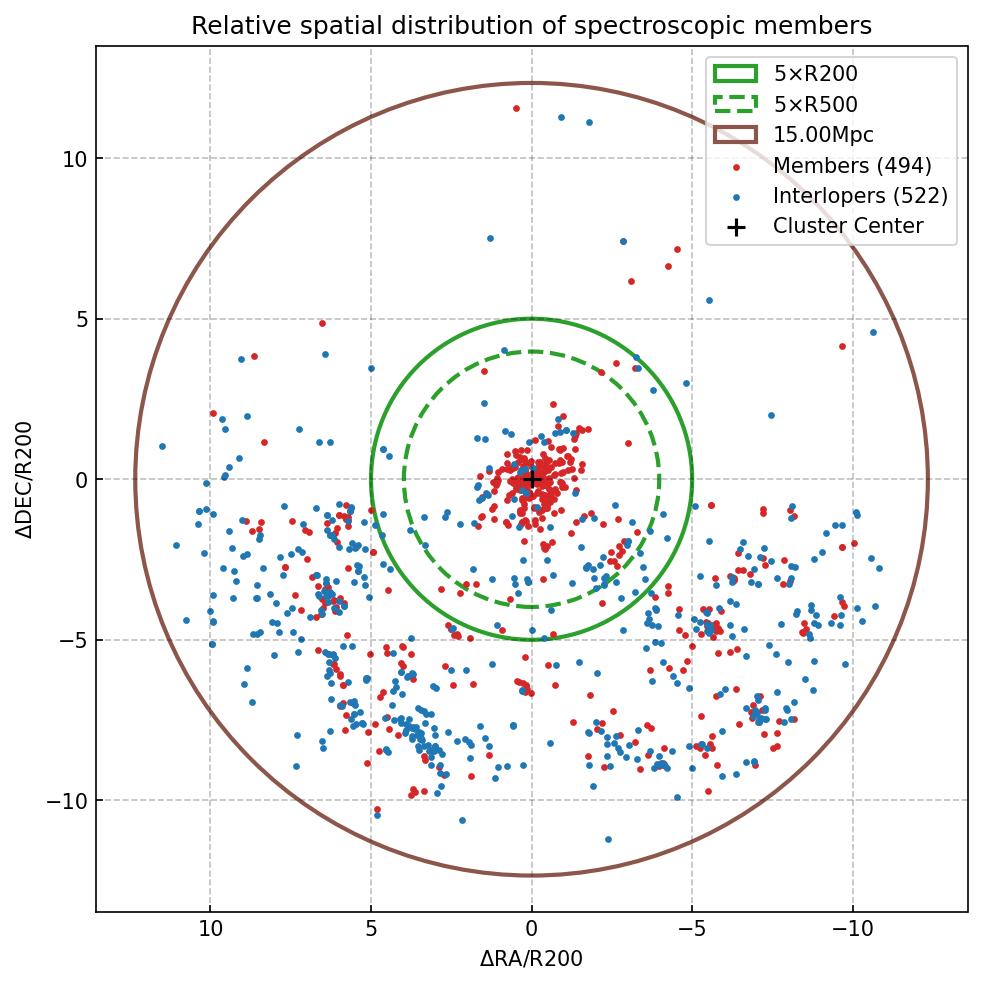 Relative spatial distribution of spectroscopic members
5×R200
5×R500
15.00Mpc
Members (494)
Interlopers (522)
Cluster Center
10
5
0
−5
−10
ΔDEC/R200
10
5
0
−5
−10
ΔRA/R200